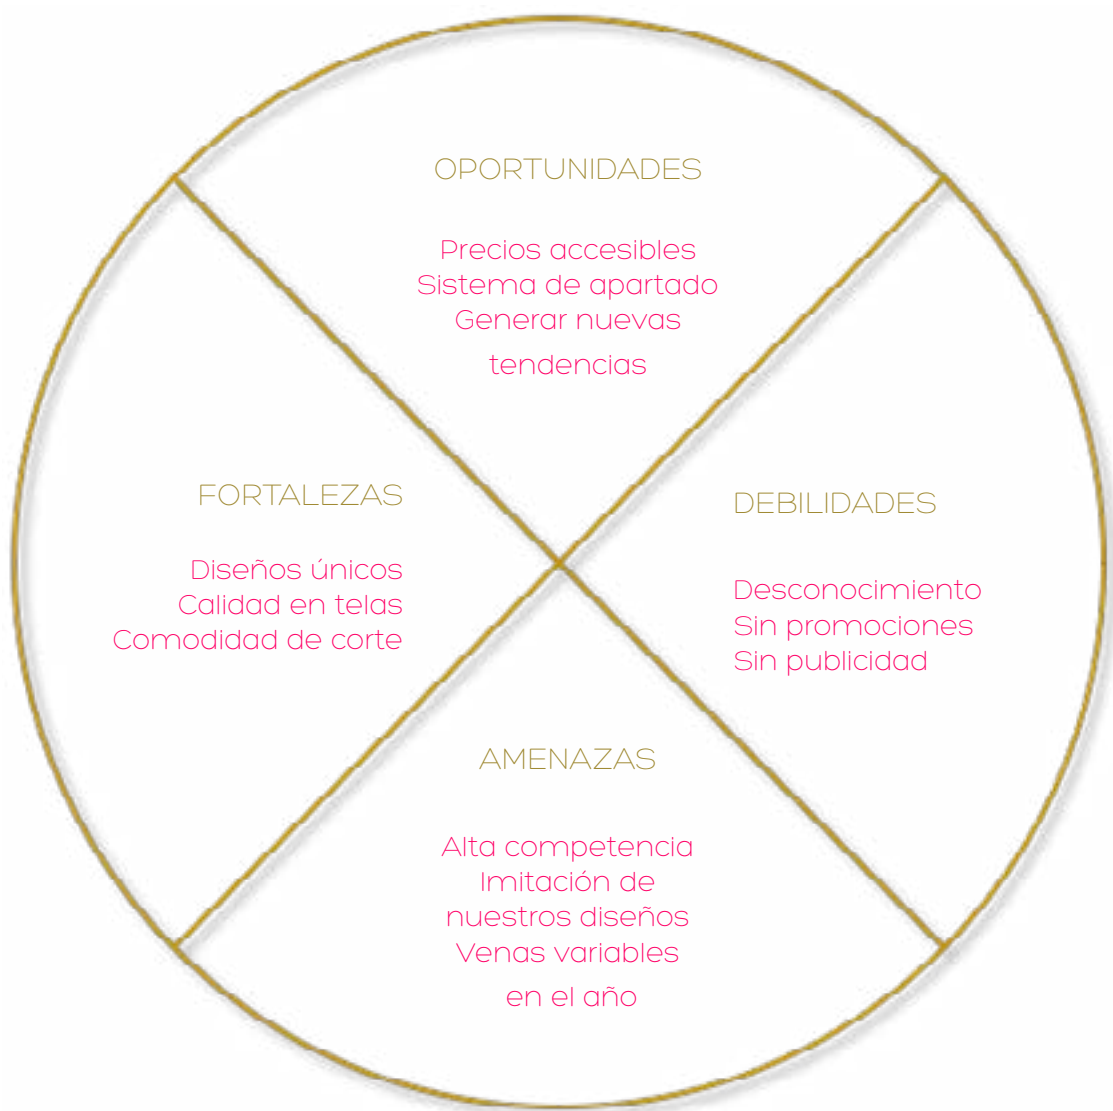 OPORTUNIDADES
Precios accesibles
Sistema de apartado
Generar nuevas
tendencias
FORTALEZAS
Diseños únicos
Calidad en telas
Comodidad de corte
DEBILIDADES
Desconocimiento
Sin promociones
Sin publicidad
AMENAZAS
Alta competencia
Imitación de
nuestros diseños
Venas variables
en el año